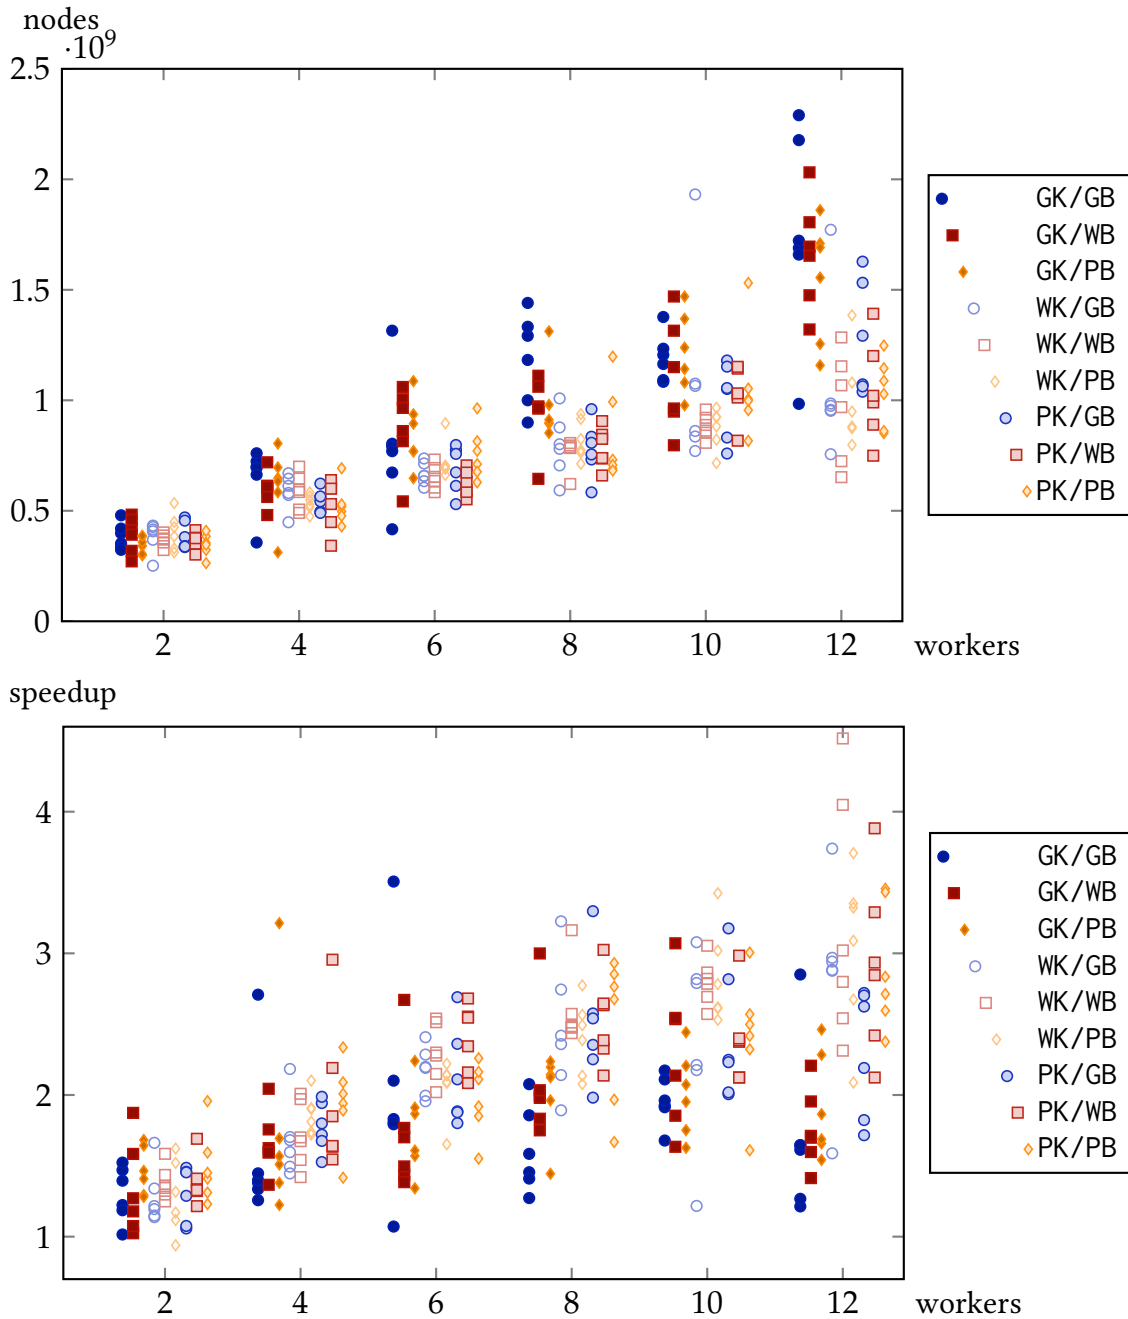 nodes
·10⁹
2.5
2
1.5
1
0.5
0
2 4 6 8 10 12 workers
GK/GB
GK/WB
GK/PB
WK/GB
WK/WB
WK/PB
PK/GB
PK/WB
PK/PB
speedup
4
3
2
1
2 4 6 8 10 12 workers
GK/GB
GK/WB
GK/PB
WK/GB
WK/WB
WK/PB
PK/GB
PK/WB
PK/PB